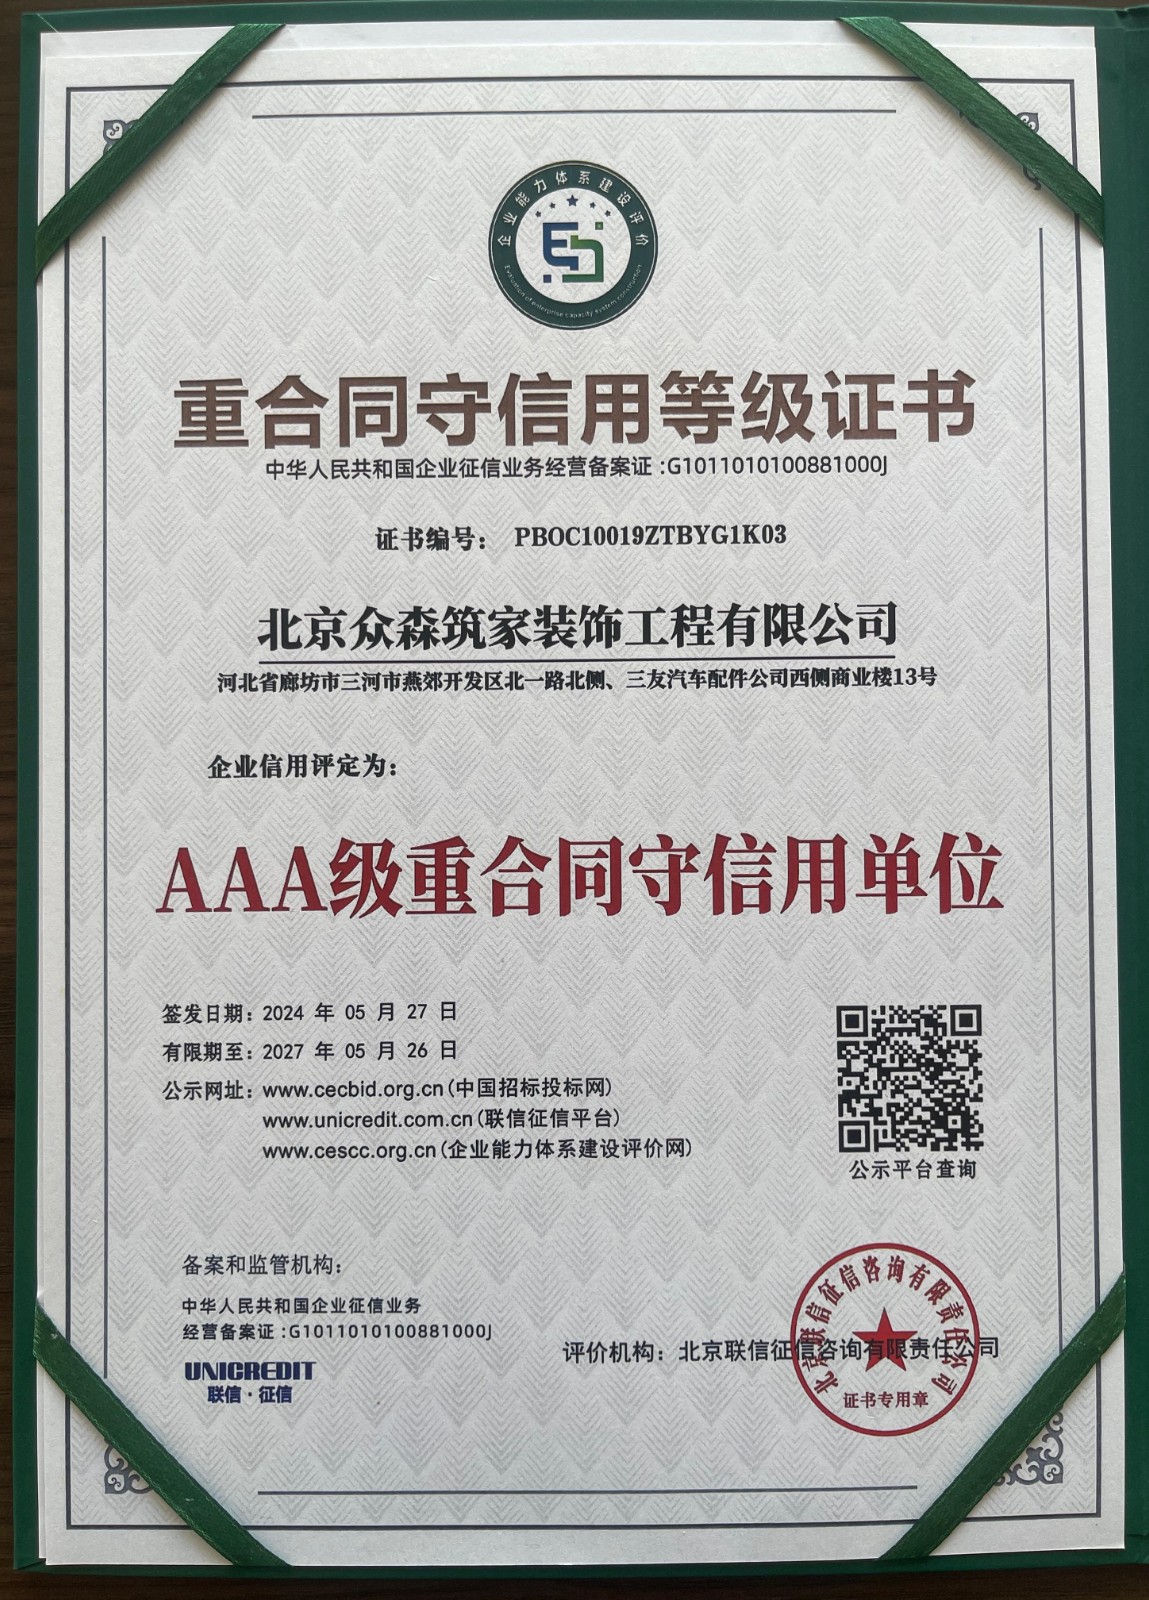 企业能力体系建设评价
Evaluation of enterprise capacity system construction
重合同守信用等级证书
中华人民共和国企业征信业务经营备案证 :G1011010100881000J
证书编号： PBOC10019ZTBYG1K03
北京众森筑家装饰工程有限公司
河北省廊坊市三河市燕郊开发区北一路北侧、三友汽车配件公司西侧商业楼13号
企业信用评定为：
AAA级重合同守信用单位
签发日期：2024 年 05 月 27 日
有限期至：2027 年 05 月 26 日
公示网址：www.cecbid.org.cn(中国招标投标网)
www.unicredit.com.cn(联信征信平台)
www.cescc.org.cn(企业能力体系建设评价网)
公示平台查询
备案和监管机构：
中华人民共和国企业征信业务
经营备案证 :G1011010100881000J
UNICREDIT
联信·征信
评价机构：北京联信征信咨询有限责任公司
北京联信征信咨询有限责任公司
证书专用章